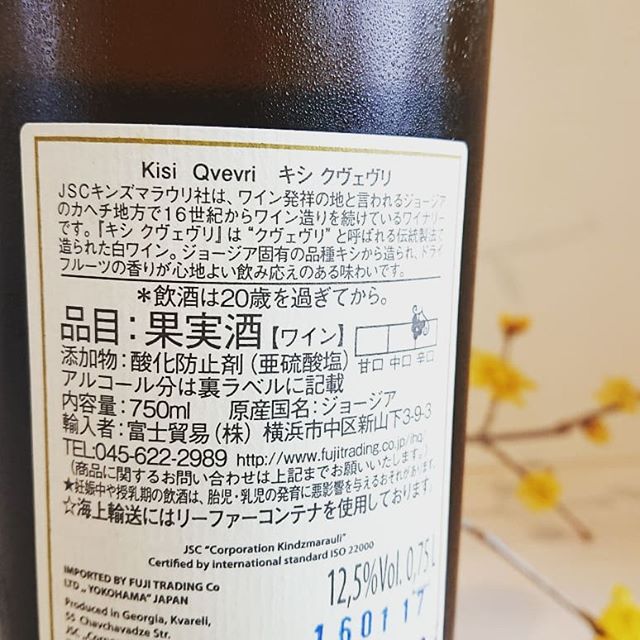 Kisi Qvevri キシ クヴェヴリ
JSCキンズマラウリ社は、ワイン発祥の地と言われるジョージア
のカヘチ地方で16世紀からワイン造りを続けているワイナリー
です。『キシ クヴェヴリ』は“クヴェヴリ”と呼ばれる伝統製法で
造られた白ワイン。ジョージア固有の品種キシから造られ、ドライ
フルーツの香りが心地よい飲み応えのある味わいです。
*飲酒は20歳を過ぎてから。
品目:果実酒【ワイン】
甘口 中口 辛口
添加物:酸化防止剤(亜硫酸塩)
アルコール分は裏ラベルに記載
内容量:750ml 原産国名:ジョージア
輸入者:富士貿易(株) 横浜市中区新山下3-9-3
TEL:045-622-2989 http://www.fujitrading.co.jp/ihq.
(商品に関するお問い合せは上記までお願いいたします。)
★妊娠中や授乳期の飲酒は、胎児・乳児の発育に悪影響を与えるおそれがあります。
☆海上輸送にはリーファーコンテナを使用しております。
JSC "Corporation Kindzmarauli"
Certified by international standard ISO 22000
IMPORTED BY FUJI TRADING Co
LTD „YOKOHAMA" JAPAN
12,5%Vol. 0,75 L
Produced in Georgia, Kvareli,
55 Chavchavadze Str.
160117
JSC „Corpo